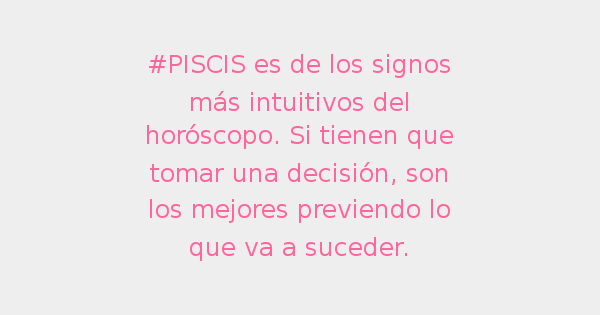 #PISCIS es de los signos
más intuitivos del
horóscopo. Si tienen que
tomar una decisión, son
los mejores previendo lo
que va a suceder.